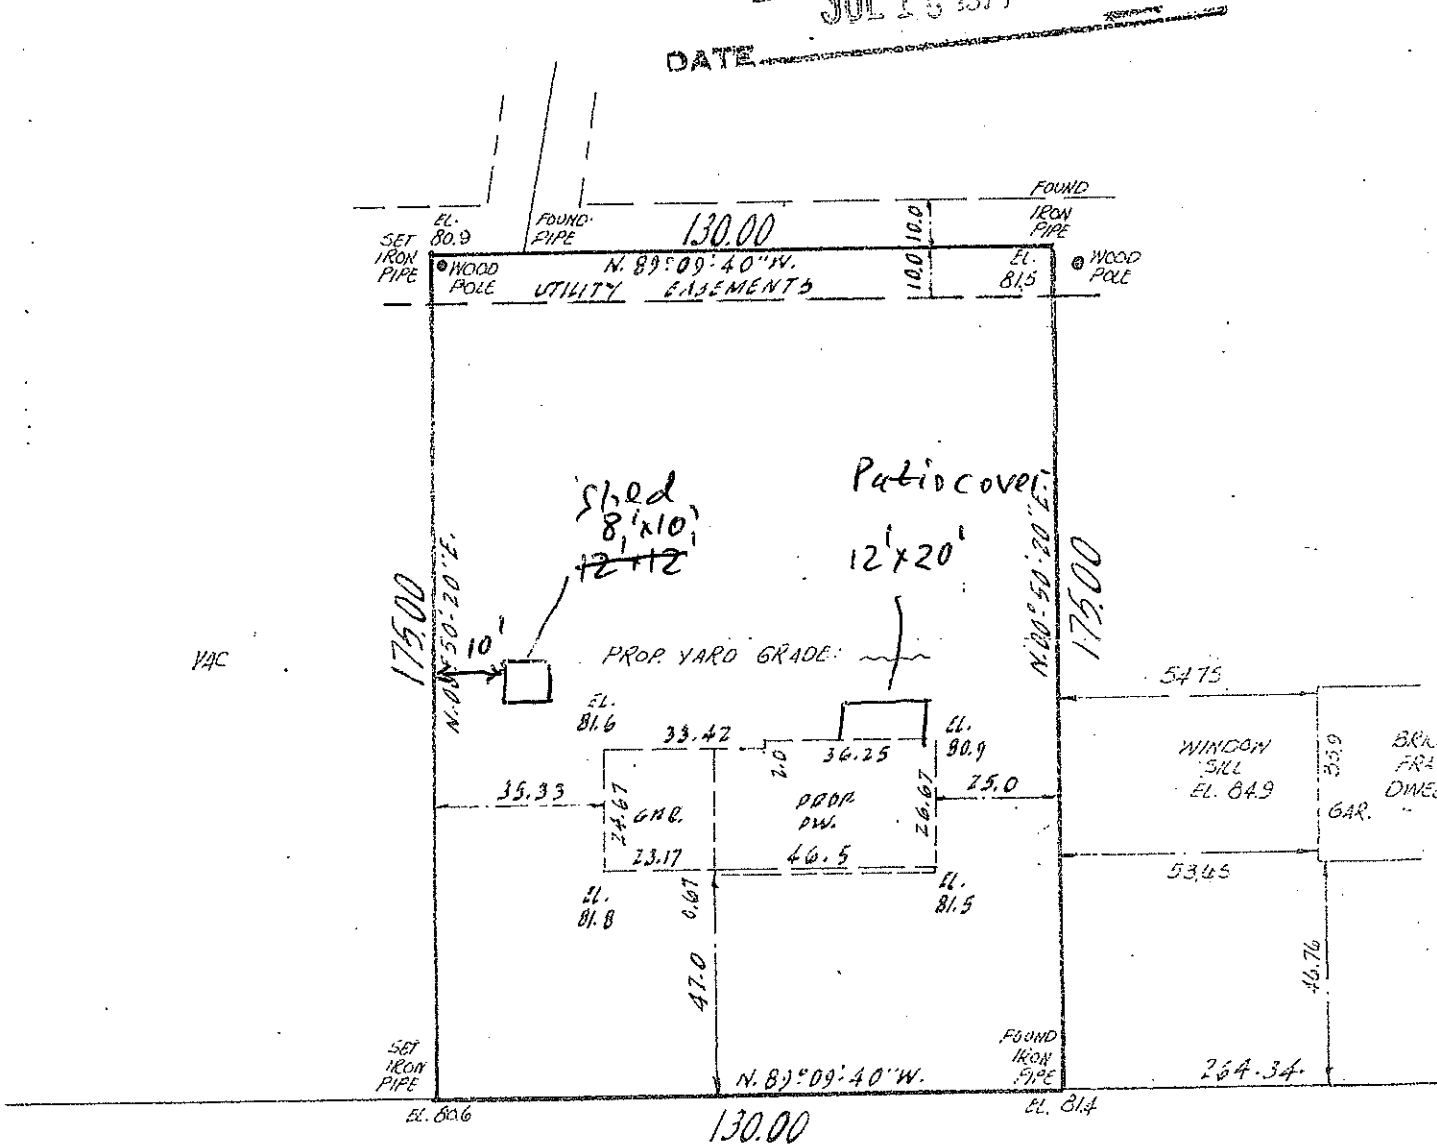 JUL
DATE
FOUND
IRON
PIPE
EL.
80.9
SET
IRON
PIPE
FOUND
PIPE
130.00
10.0
10.0
WOOD
POLE
N. 89°09'40"W.
UTILITY EASEMENTS
EL.
81.5
WOOD
POLE
Shed
8'x10'
12'x12'
Patio cover
12'x20'
175.00
N.00°50'20"E.
N.00°50'20"E.
175.00
VAC
10'
PROP. YARD GRADE:
EL.
81.6
33.42
2.0
36.25
EL.
80.9
54.75
WINDOW
SILL
EL. 84.9
35.9
GAR.
35.33
24.67
GAR.
PROP.
DW.
26.67
25.0
23.17
46.5
53.45
EL.
81.8
0.67
EL.
81.5
47.0
46.76
SET
IRON
PIPE
FOUND
IRON
PIPE
N. 89°09'40"W.
264.34
EL. 80.6
130.00
EL. 81.4